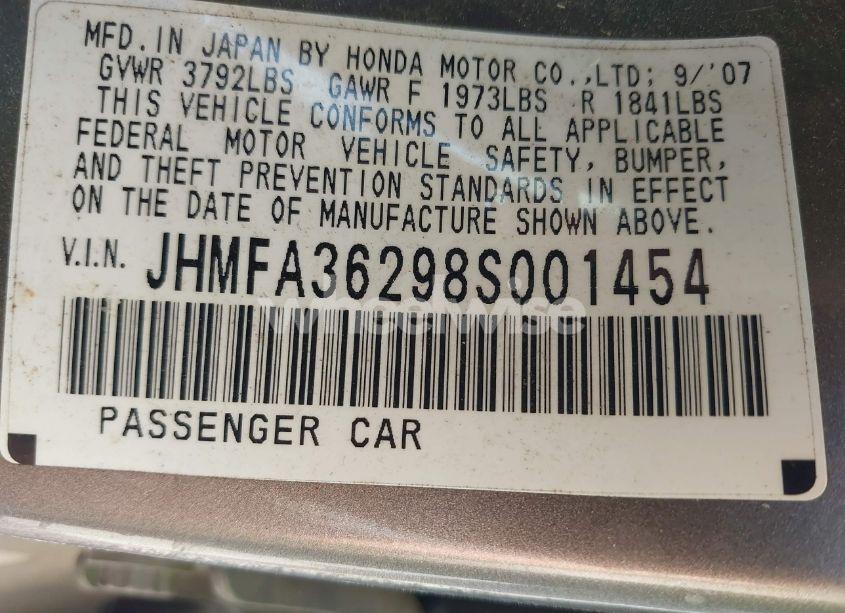 MFD. IN JAPAN BY HONDA MOTOR CO.,LTD; 9/'07
GVWR 3792LBS GAWR F 1973LBS R 1841LBS
THIS VEHICLE CONFORMS TO ALL APPLICABLE
FEDERAL MOTOR VEHICLE SAFETY, BUMPER,
AND THEFT PREVENTION STANDARDS IN EFFECT
ON THE DATE OF MANUFACTURE SHOWN ABOVE.
V.I.N. JHMFA36298S001454
wheelwise
PASSENGER CAR